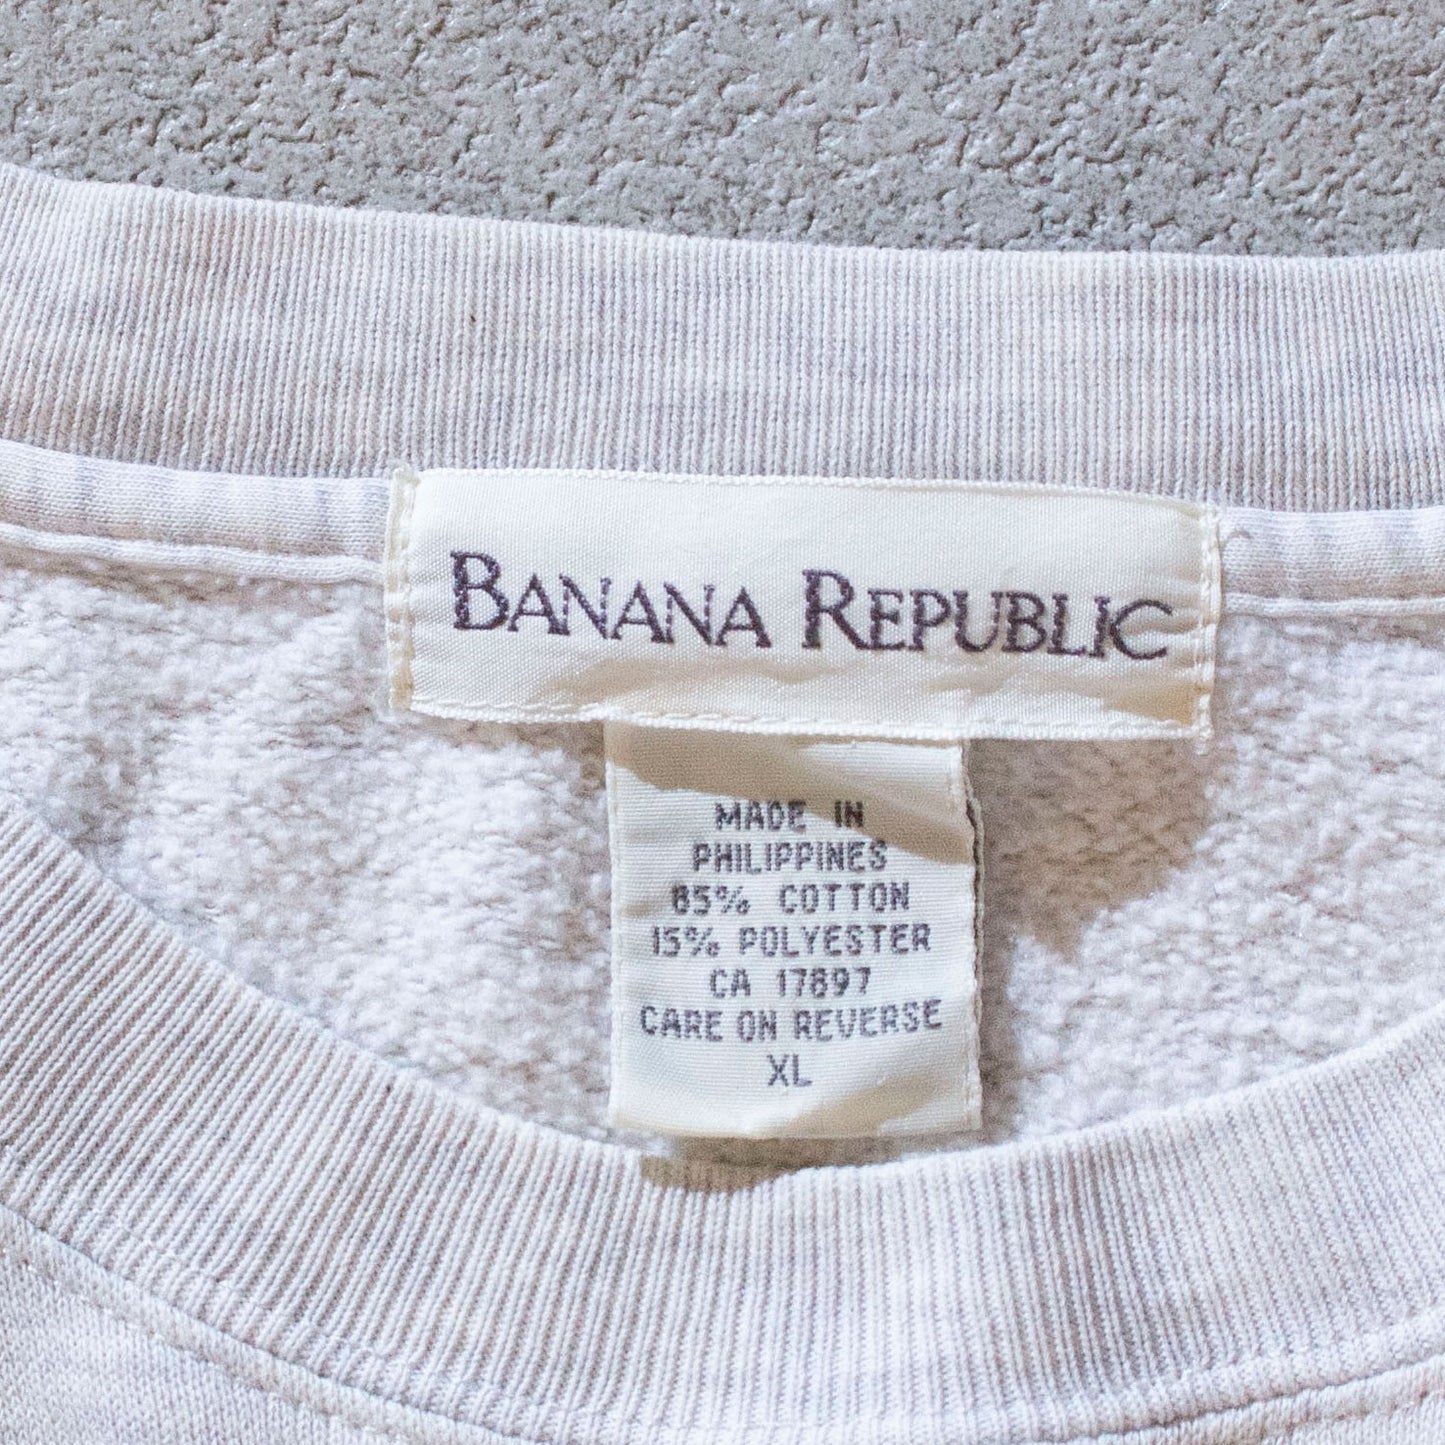 BANANA REPUBLIC
MADE IN
PHILIPPINES
85% COTTON
15% POLYESTER
CA 17897
CARE ON REVERSE
XL